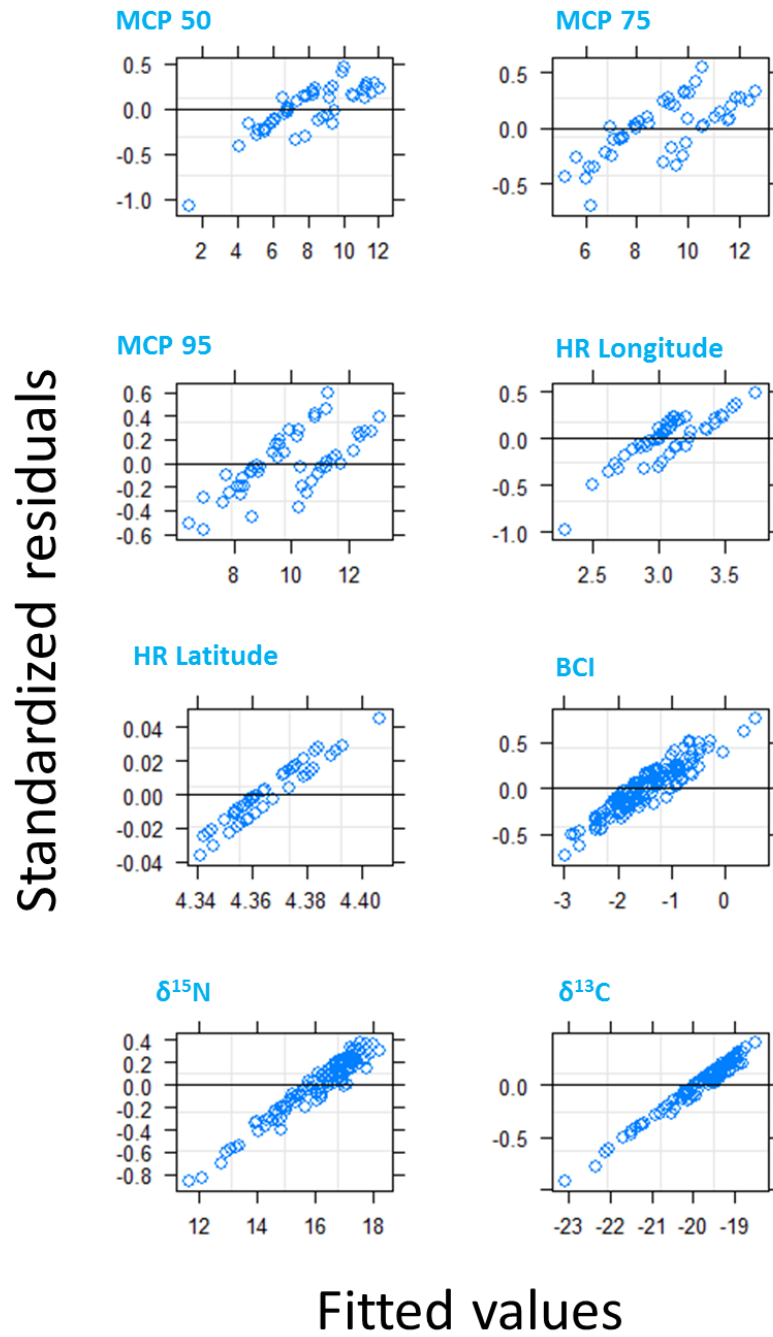 MCP 50
MCP 75
0.5
0.0
-0.5
-1.0
2 4 6 8 10 12
0.5
0.0
-0.5
6 8 10 12
MCP 95
HR Longitude
0.6
0.4
0.2
0.0
-0.2
-0.4
-0.6
8 10 12
0.5
0.0
-0.5
-1.0
2.5 3.0 3.5
HR Latitude
BCI
0.04
0.02
0.00
-0.02
-0.04
4.34 4.36 4.38 4.40
0.5
0.0
-0.5
-3 -2 -1 0
δ¹⁵N
δ¹³C
0.4
0.2
0.0
-0.2
-0.4
-0.6
-0.8
12 14 16 18
0.0
-0.5
-23 -22 -21 -20 -19
Standardized residuals
Fitted values